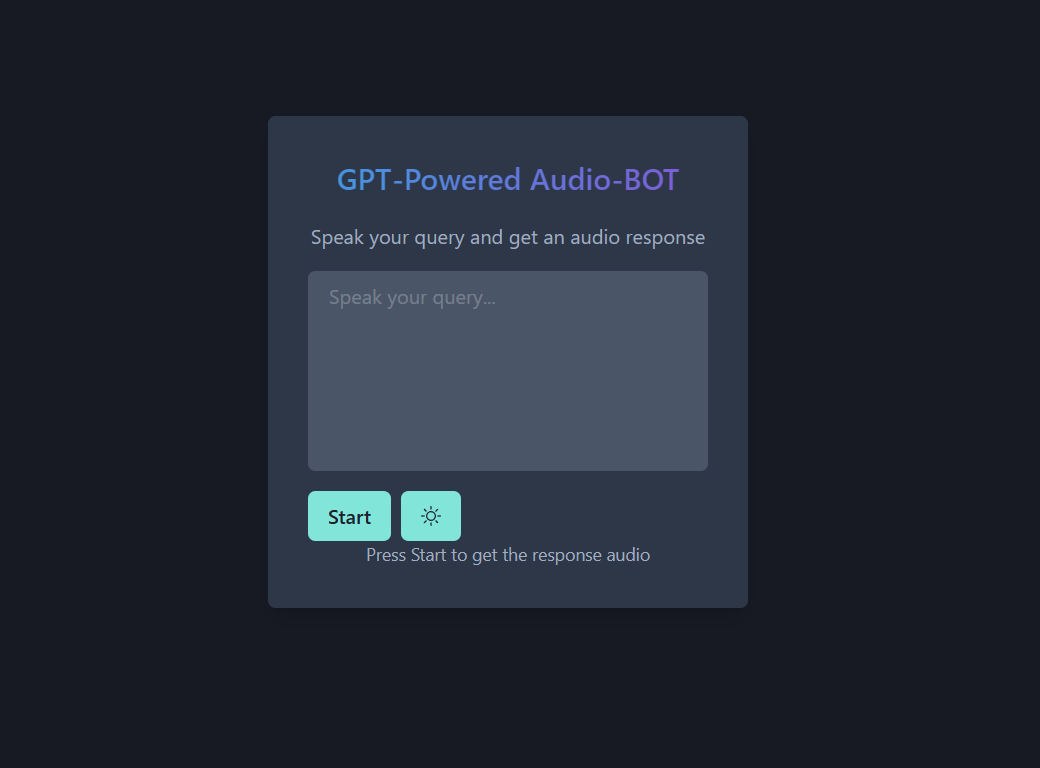 GPT-Powered Audio-BOT
Speak your query and get an audio response
Speak your query...
Start
Press Start to get the response audio